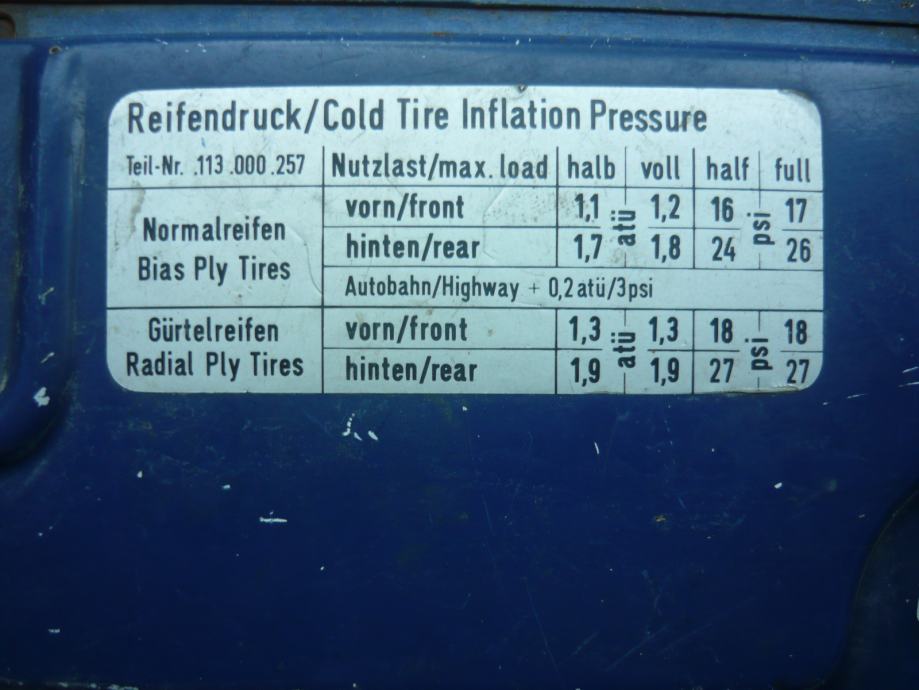 Reifendruck/Cold Tire Inflation Pressure
Teil-Nr. .113 .000 .257 Nutzlast/max. load halb voll half full
Normalreifen
Bias Ply Tires
vorn/front 1,1 atü 1,2 16 psi 17
hinten/rear 1,7 1,8 24 26
Autobahn/Highway + 0,2 atü/3psi
Gürtelreifen
Radial Ply Tires
vorn/front 1,3 atü 1,3 18 psi 18
hinten/rear 1,9 1,9 27 27